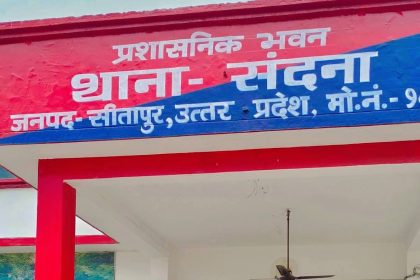 प्रशासनिक भवन
थाना- संदना
जनपद- सीतापुर, उत्तर प्रदेश, मो.नं.-